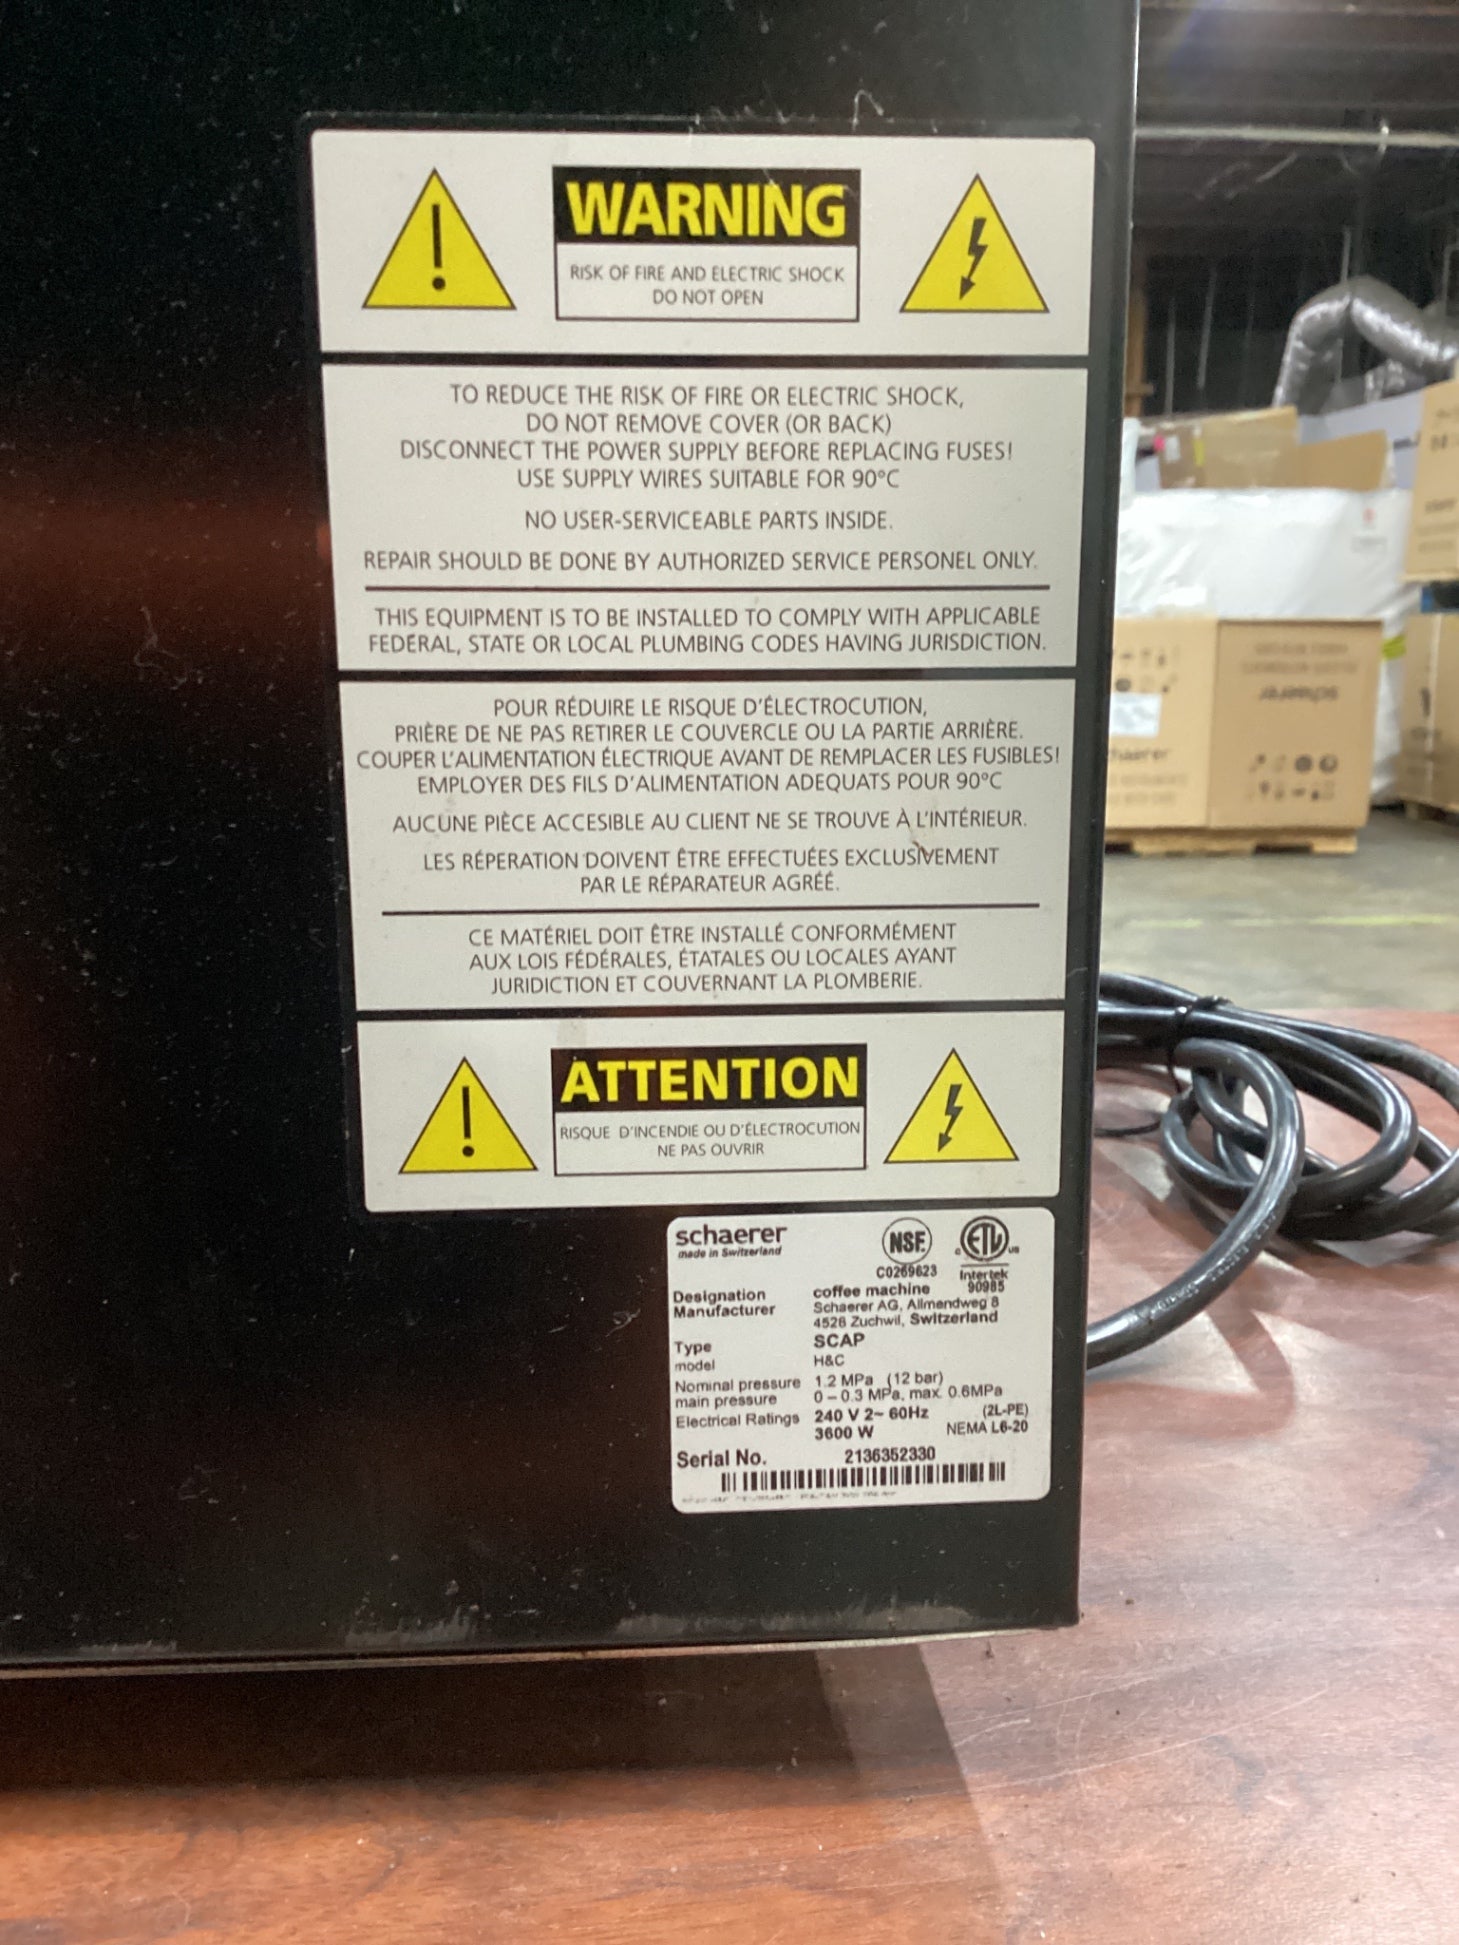 WARNING
RISK OF FIRE AND ELECTRIC SHOCK
DO NOT OPEN
TO REDUCE THE RISK OF FIRE OR ELECTRIC SHOCK,
DO NOT REMOVE COVER (OR BACK)
DISCONNECT THE POWER SUPPLY BEFORE REPLACING FUSES!
USE SUPPLY WIRES SUITABLE FOR 90°C
NO USER-SERVICEABLE PARTS INSIDE.
REPAIR SHOULD BE DONE BY AUTHORIZED SERVICE PERSONEL ONLY.
THIS EQUIPMENT IS TO BE INSTALLED TO COMPLY WITH APPLICABLE
FEDERAL, STATE OR LOCAL PLUMBING CODES HAVING JURISDICTION.
POUR RÉDUIRE LE RISQUE D'ÉLECTROCUTION,
PRIÈRE DE NE PAS RETIRER LE COUVERCLE OU LA PARTIE ARRIÈRE.
COUPER L'ALIMENTATION ÉLECTRIQUE AVANT DE REMPLACER LES FUSIBLES!
EMPLOYER DES FILS D'ALIMENTATION ADEQUATS POUR 90°C
AUCUNE PIÈCE ACCESIBLE AU CLIENT NE SE TROUVE À L'INTÉRIEUR.
LES RÉPERATION DOIVENT ÊTRE EFFECTUÉES EXCLUSIVEMENT
PAR LE RÉPARATEUR AGRÉÉ.
CE MATÉRIEL DOIT ÊTRE INSTALLÉ CONFORMÉMENT
AUX LOIS FÉDÉRALES, ÉTATALES OU LOCALES AYANT
JURIDICTION ET COUVERNANT LA PLOMBERIE.
ATTENTION
RISQUE D'INCENDIE OU D'ÉLECTROCUTION
NE PAS OUVRIR
schaerer
made in Switzerland
NSF.
C0269623
c ETL us
Intertek
90985
Designation coffee machine
Manufacturer Schaerer AG, Allmendweg 8
4528 Zuchwil, Switzerland
Type SCAP
model H&C
Nominal pressure 1.2 MPa (12 bar)
main pressure 0 – 0.3 MPa, max. 0.6MPa
Electrical Ratings 240 V 2~ 60Hz (2L-PE)
3600 W NEMA L6-20
Serial No. 2136352330
schaerer